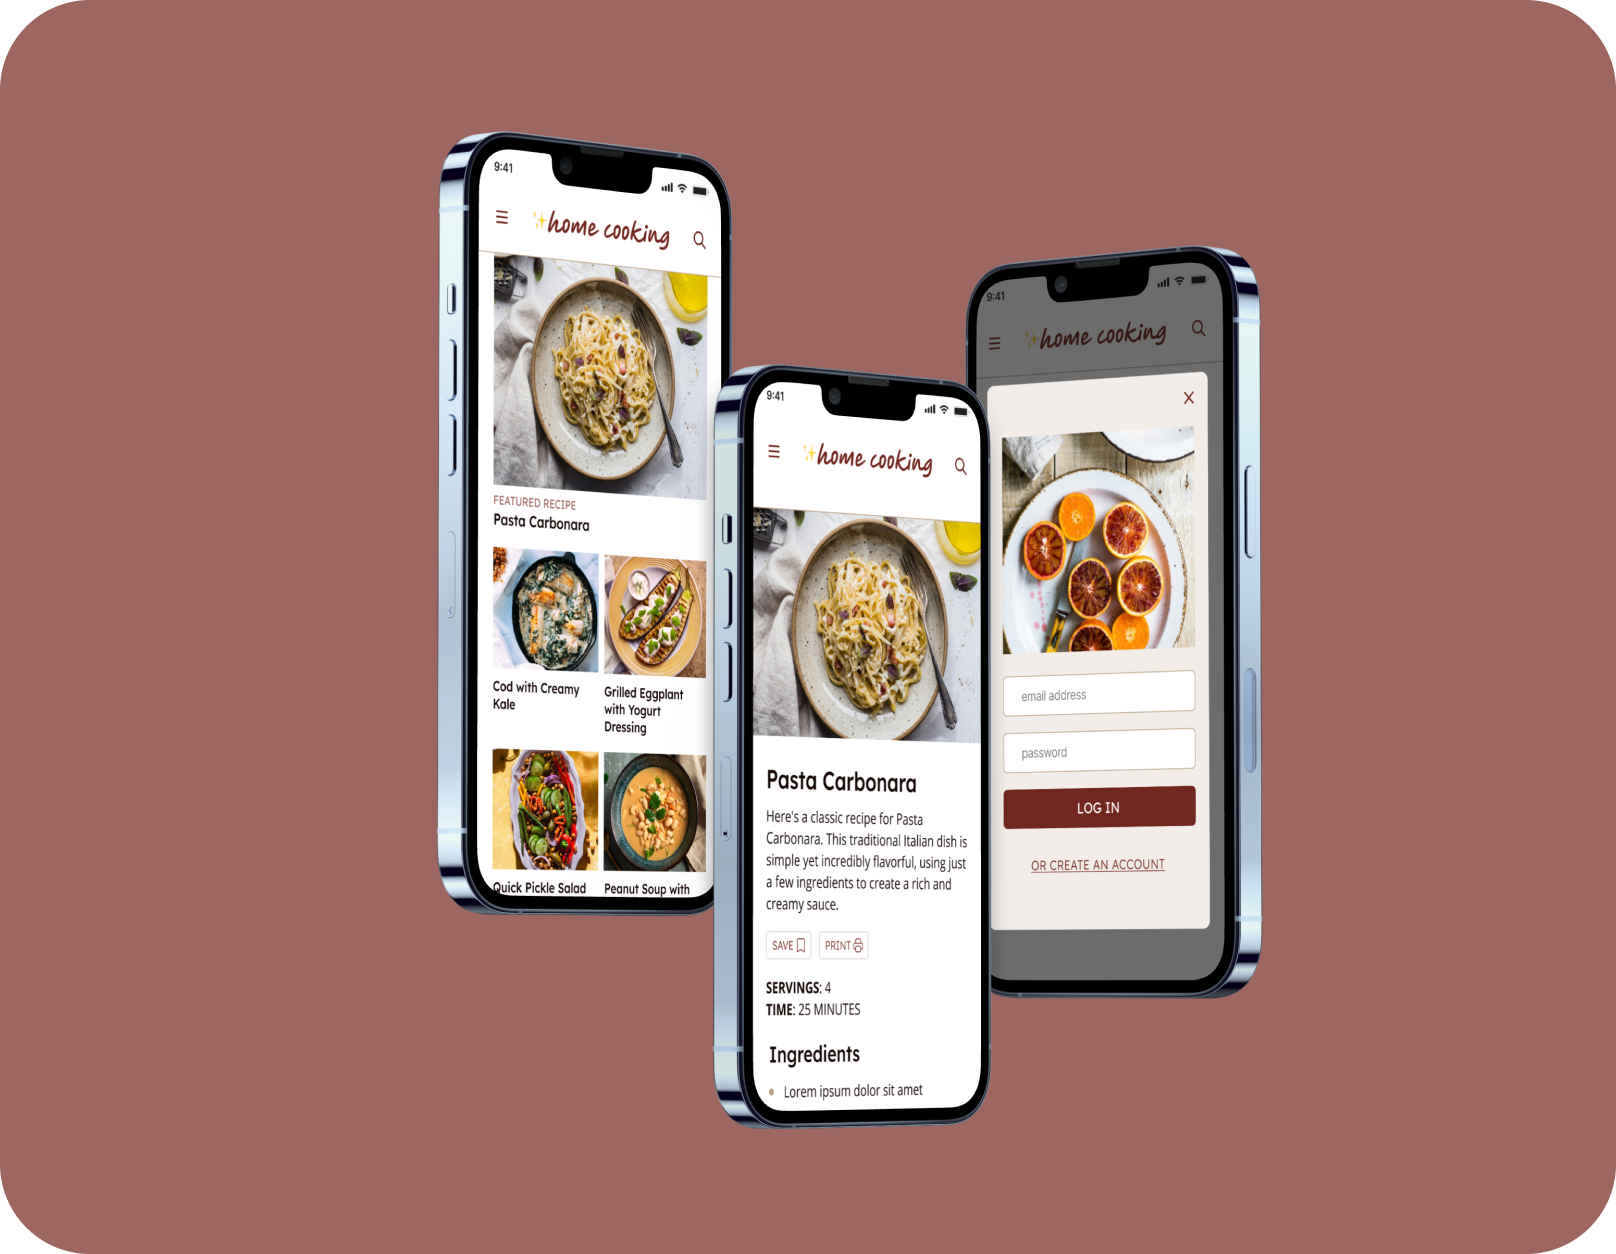 9:41
✨home cooking
FEATURED RECIPE
Pasta Carbonara
Cod with Creamy
Kale
Grilled Eggplant
with Yogurt
Dressing
Quick Pickle Salad
Peanut Soup with
9:41
✨home cooking
Pasta Carbonara
Here's a classic recipe for Pasta
Carbonara. This traditional Italian dish is
simple yet incredibly flavorful, using just
a few ingredients to create a rich and
creamy sauce.
SAVE PRINT
SERVINGS: 4
TIME: 25 MINUTES
Ingredients
• Lorem ipsum dolor sit amet
9:41
✨home cooking
X
email address
password
LOG IN
OR CREATE AN ACCOUNT